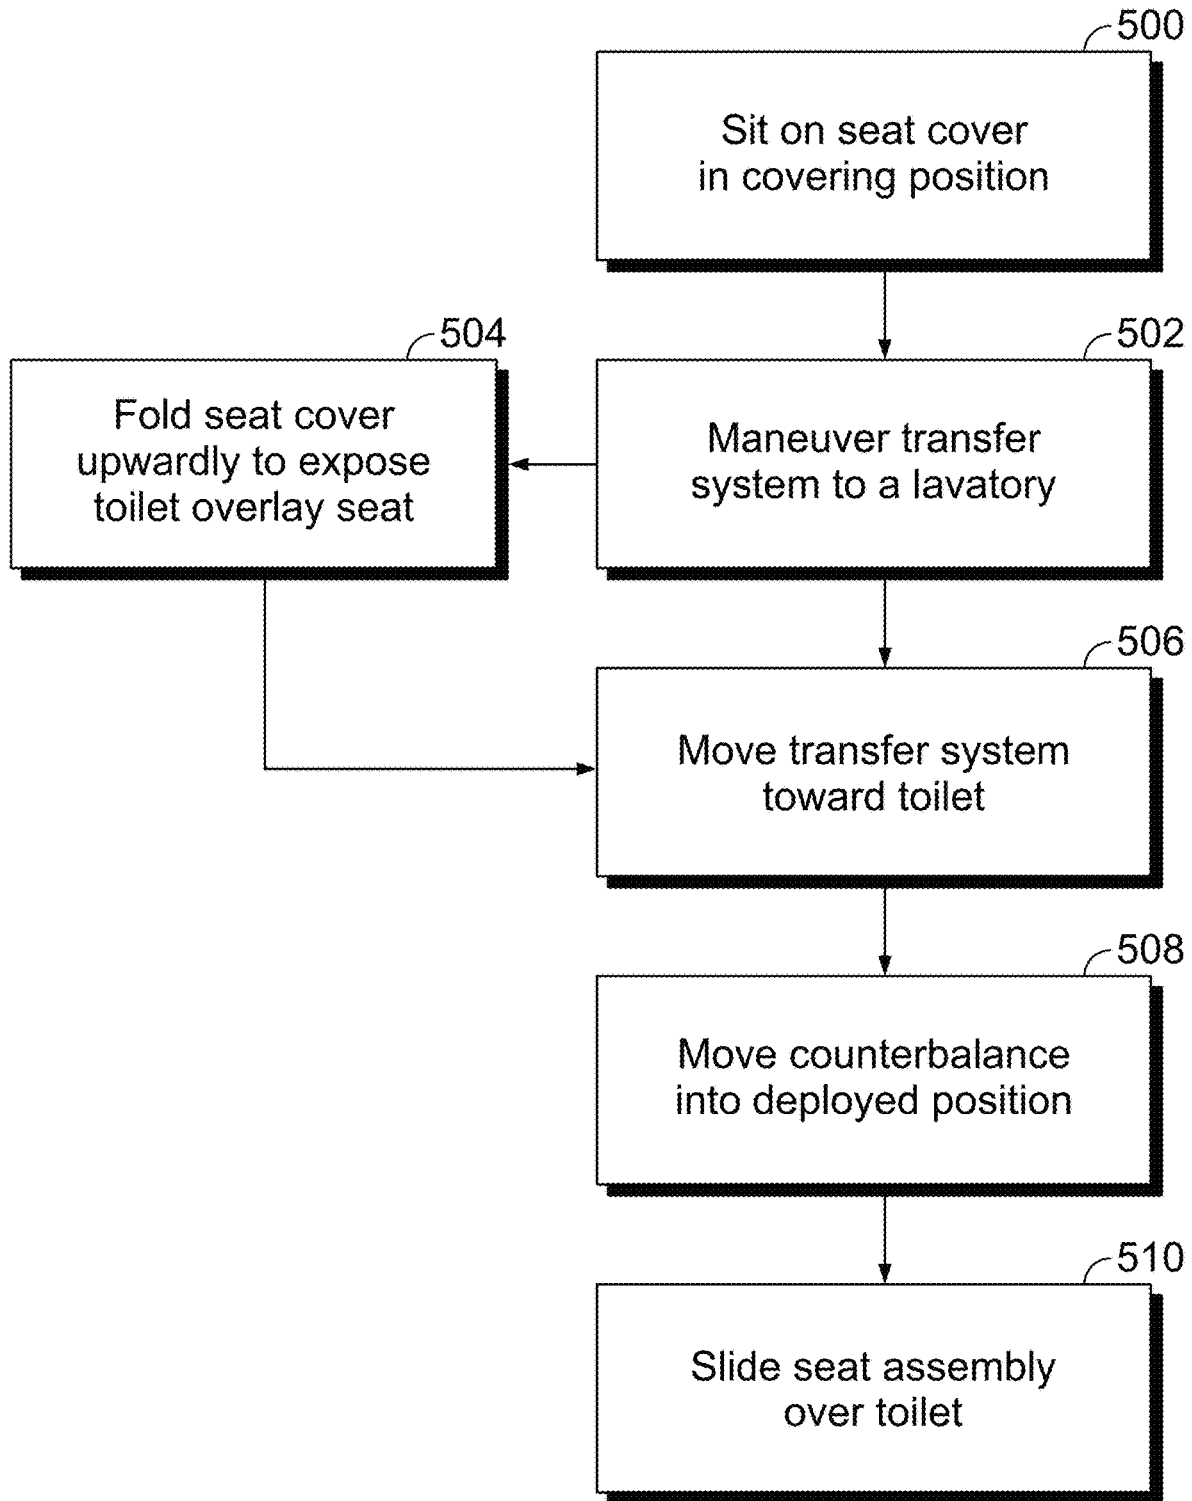 500
Sit on seat cover
in covering position
504
Fold seat cover
upwardly to expose
toilet overlay seat
502
Maneuver transfer
system to a lavatory
506
Move transfer system
toward toilet
508
Move counterbalance
into deployed position
510
Slide seat assembly
over toilet